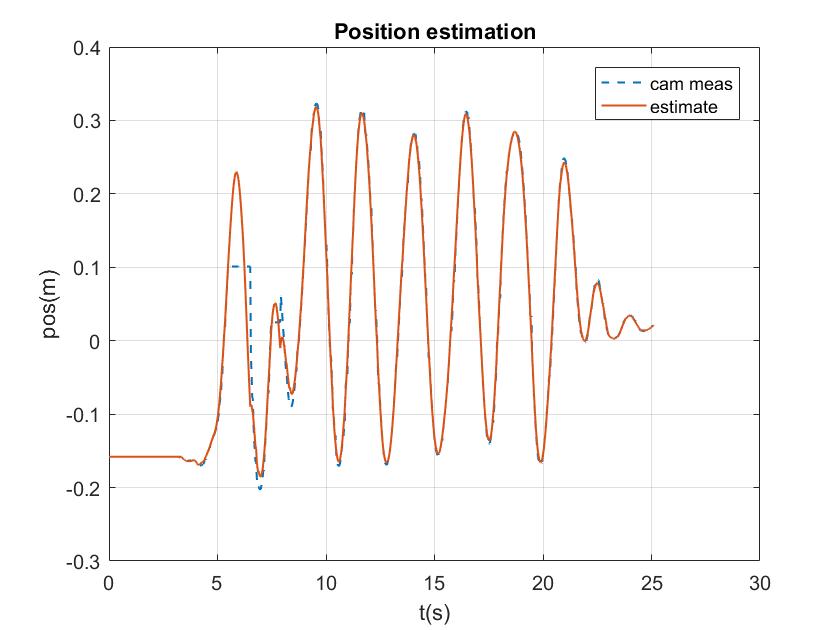 Position estimation
cam meas
estimate
0.4
0.3
0.2
0.1
0
-0.1
-0.2
-0.3
pos(m)
0 5 10 15 20 25 30
t(s)